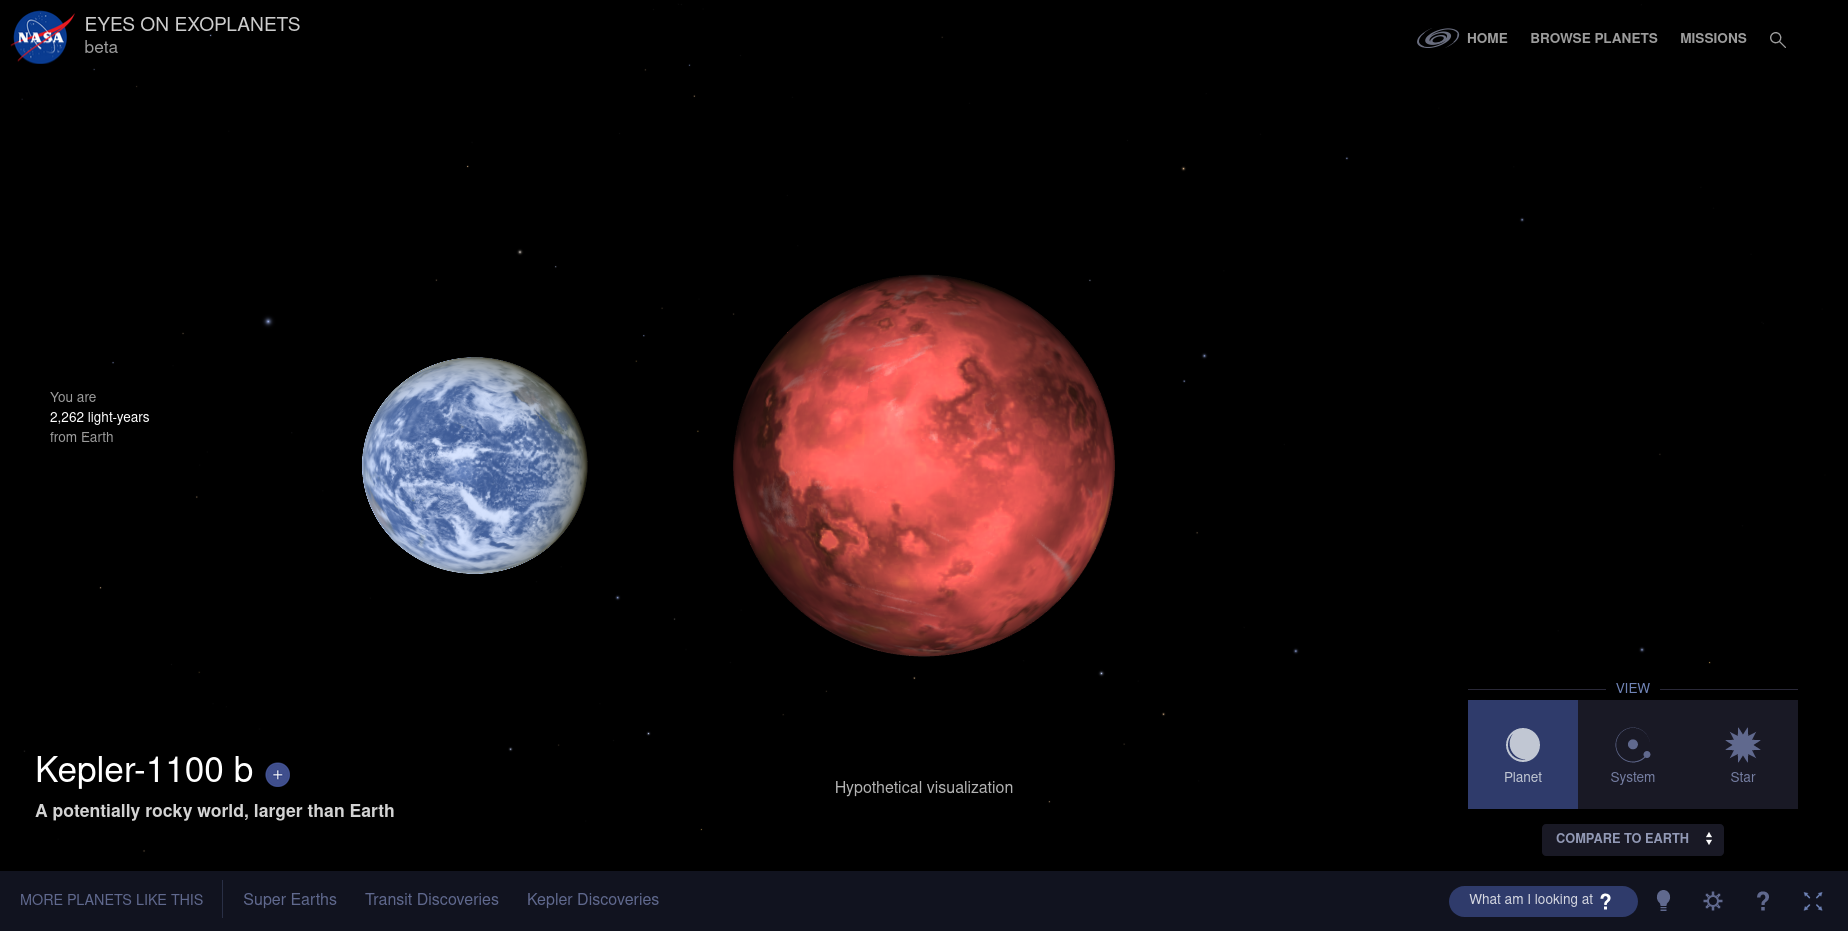 NASA
EYES ON EXOPLANETS
beta
HOME
BROWSE PLANETS
MISSIONS
You are
2,262 light-years
from Earth
Kepler-1100 b +
A potentially rocky world, larger than Earth
Hypothetical visualization
VIEW
Planet
System
Star
COMPARE TO EARTH
MORE PLANETS LIKE THIS
Super Earths
Transit Discoveries
Kepler Discoveries
What am I looking at ?
?